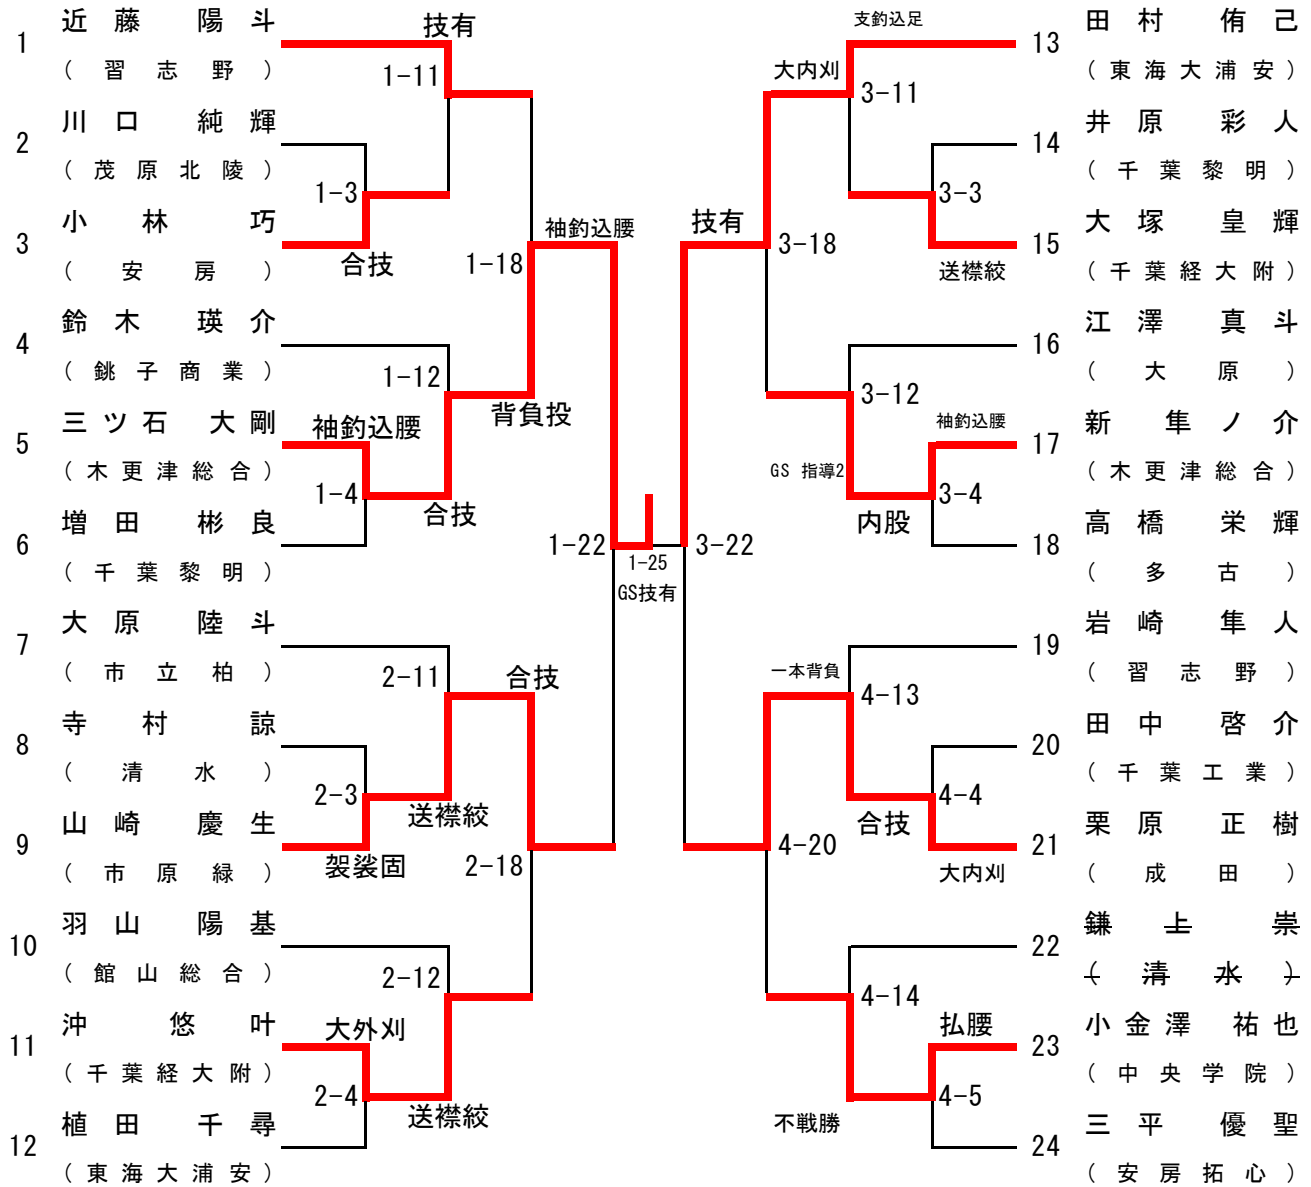 1 近藤 陽斗
（習志野）
2 川口 純輝
（茂原北陵）
3 小林 巧
（安房）
4 鈴木 瑛介
（銚子商業）
5 三ツ石 大剛
（木更津総合）
6 増田 彬良
（千葉黎明）
7 大原 陸斗
（市立柏）
8 寺村 諒
（清水）
9 山崎 慶生
（市原緑）
10 羽山 陽基
（館山総合）
11 沖 悠叶
（千葉経大附）
12 植田 千尋
（東海大浦安）
技有
1-11
1-3
合技
袖釣込腰
1-18
1-12
背負投
袖釣込腰
1-4
合技
1-22
1-25
GS技有
2-11
合技
2-3
送襟絞
袈裟固
2-18
2-12
大外刈
2-4
送襟絞
支釣込足
大内刈
3-11
3-3
技有
3-18
送襟絞
3-12
袖釣込腰
GS 指導2
3-4
内股
3-22
一本背負
4-13
4-4
合技
4-20
大内刈
4-14
払腰
4-5
不戦勝
13 田村 侑己
（東海大浦安）
14 井原 彩人
（千葉黎明）
15 大塚 皇輝
（千葉経大附）
16 江澤 真斗
（大原）
17 新 隼ノ介
（木更津総合）
18 高橋 栄輝
（多古）
19 岩崎 隼人
（習志野）
20 田中 啓介
（千葉工業）
21 栗原 正樹
（成田）
22 鎌上 崇
（清水）
23 小金澤 祐也
（中央学院）
24 三平 優聖
（安房拓心）